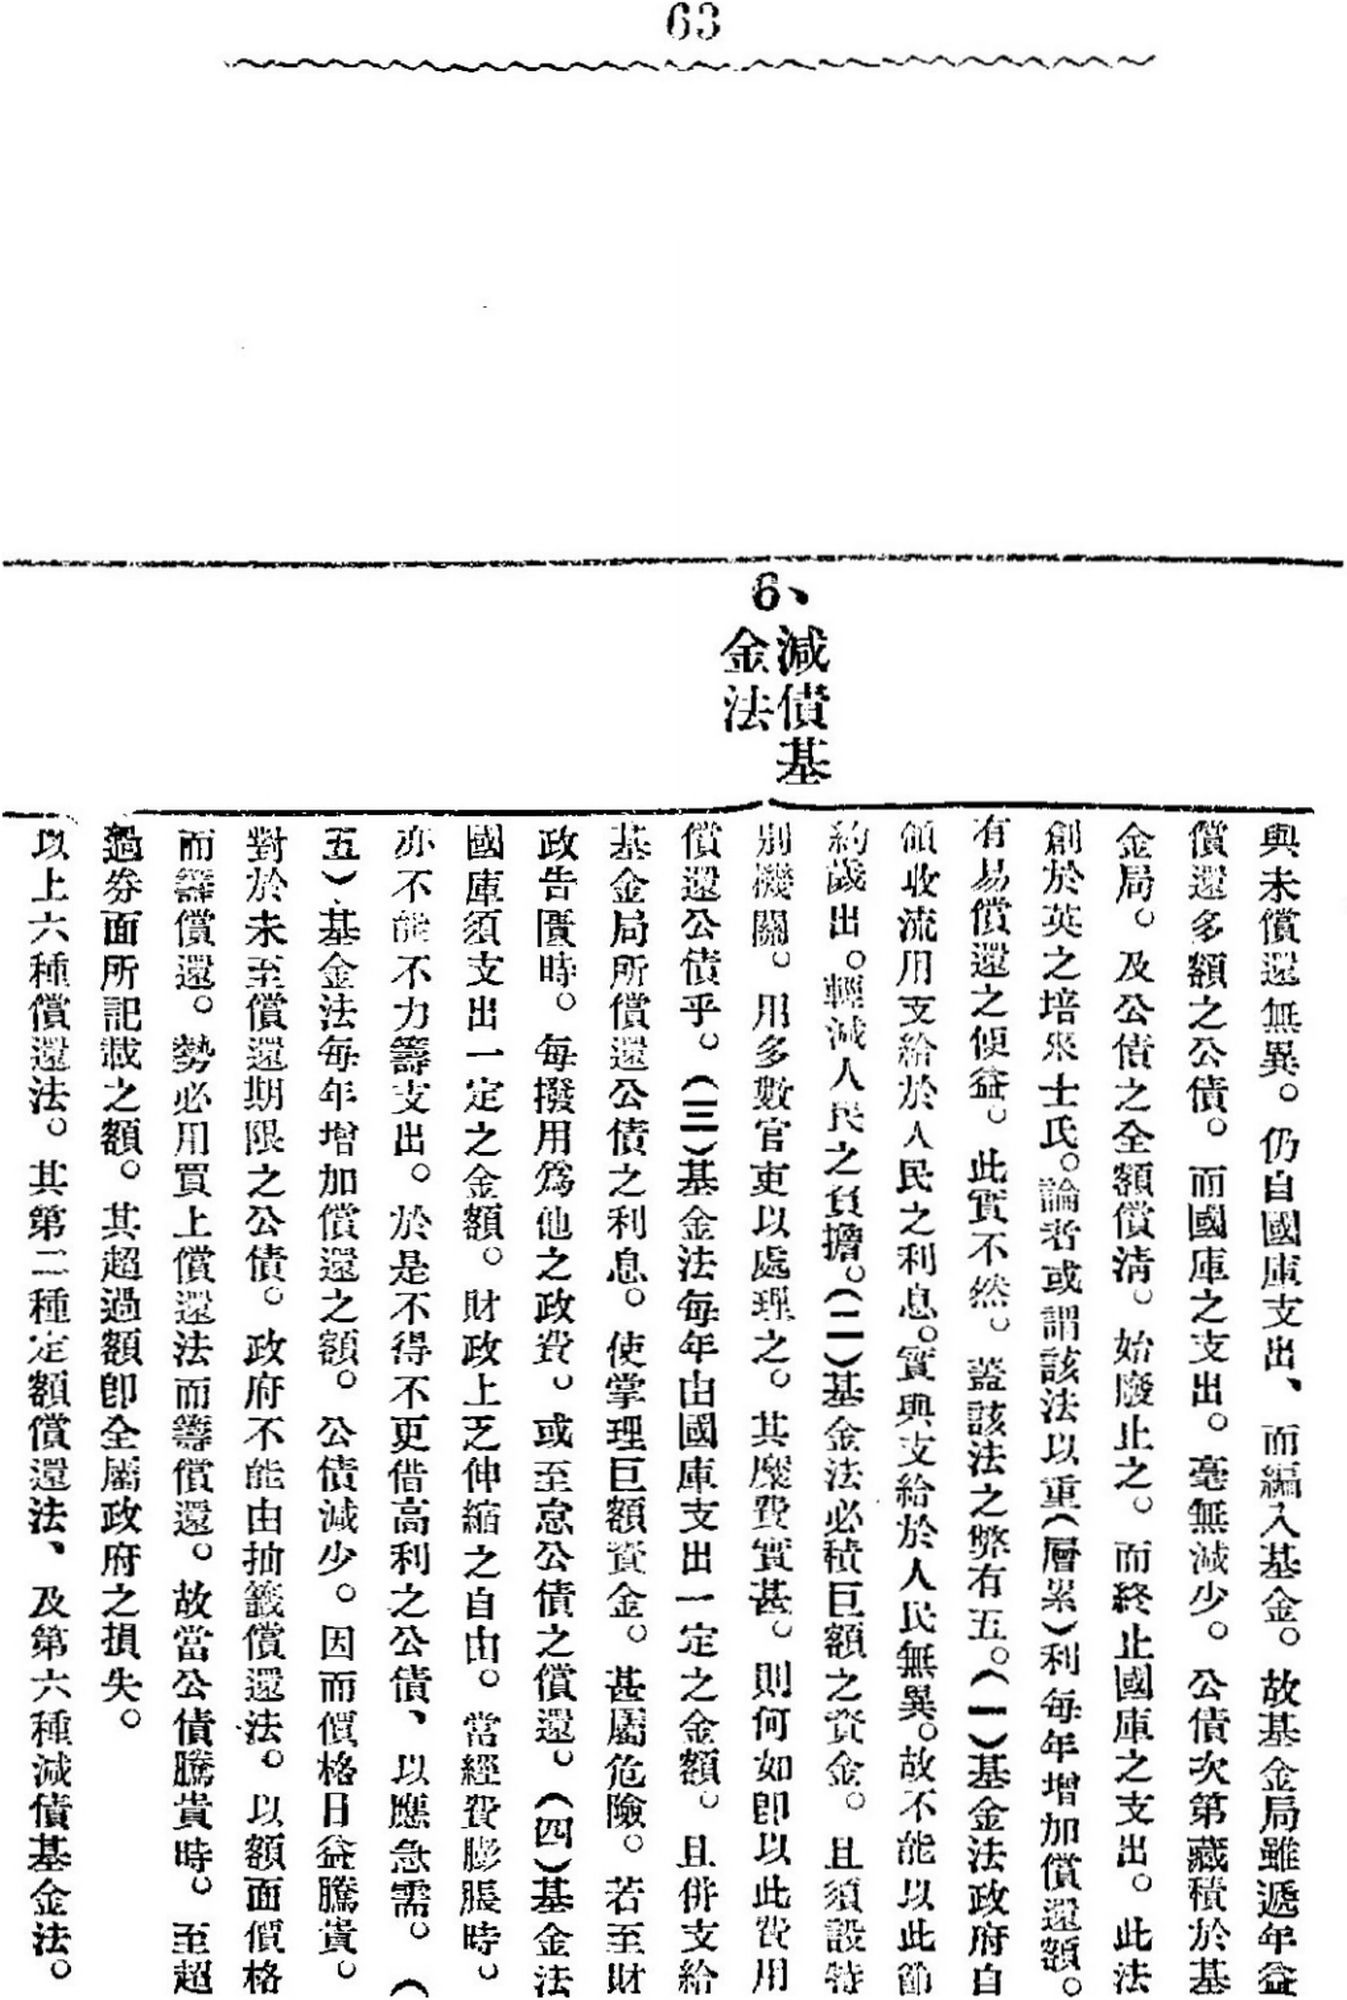 63
6、減債基
金法
與未償還無異。仍自國庫支出、而編入基金。故基金局雖遞年益
償還多額之公債。而國庫之支出。毫無減少。公債次第藏積於基
金局。及公債之全額償淸。始廢止之。而終止國庫之支出。此法
創於英之培來士氏。論者或謂該法以重（層累）利每年增加償還額。
有易償還之便益。此實不然。蓋該法之弊有五。（一）基金法政府自
領收流用支給於人民之利息。實與支給於人民無異。故不能以此節
約歲出。輕減人民之負擔。（二）基金法必積巨額之資金。且須設特
別機關。用多數官吏以處理之。其糜費實甚。則何如卽以此費用
償還公債乎。（三）基金法每年由國庫支出一定之金額。且併支給
基金局所償還公債之利息。使掌理巨額資金。甚屬危險。若至財
政告匱時。每撥用爲他之政費。或至怠公債之償還。（四）基金法
國庫須支出一定之金額。財政上乏伸縮之自由。當經費膨脹時。
亦不能不力籌支出。於是不得不更借高利之公債、以應急需。（
五）基金法每年增加償還之額。公債減少。因而價格日益騰貴。
對於未至償還期限之公債。政府不能由抽籤償還法。以額面價格
而籌償還。勢必用買上償還法而籌償還。故當公債騰貴時。至超
過券面所記載之額。其超過額卽全屬政府之損失。
以上六種償還法。其第二種定額償還法、及第六種減債基金法。